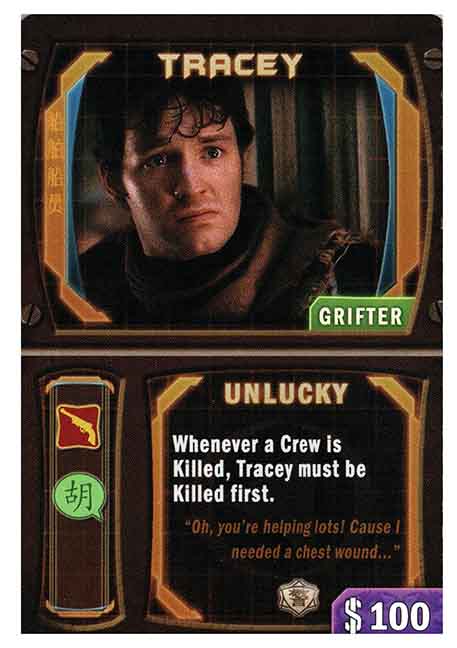 TRACEY
GRIFTER
UNLUCKY
Whenever a Crew is
Killed, Tracey must be
Killed first.
"Oh, you're helping lots! Cause I
needed a chest wound..."
胡
$100